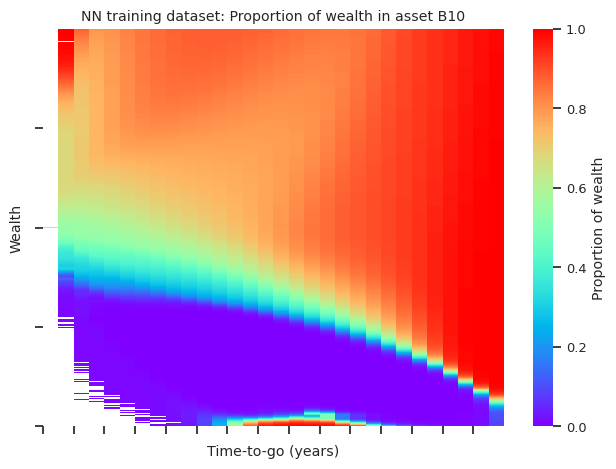 NN training dataset: Proportion of wealth in asset B10
1.0
0.8
0.6
0.4
0.2
0.0
Proportion of wealth
Wealth
Time-to-go (years)